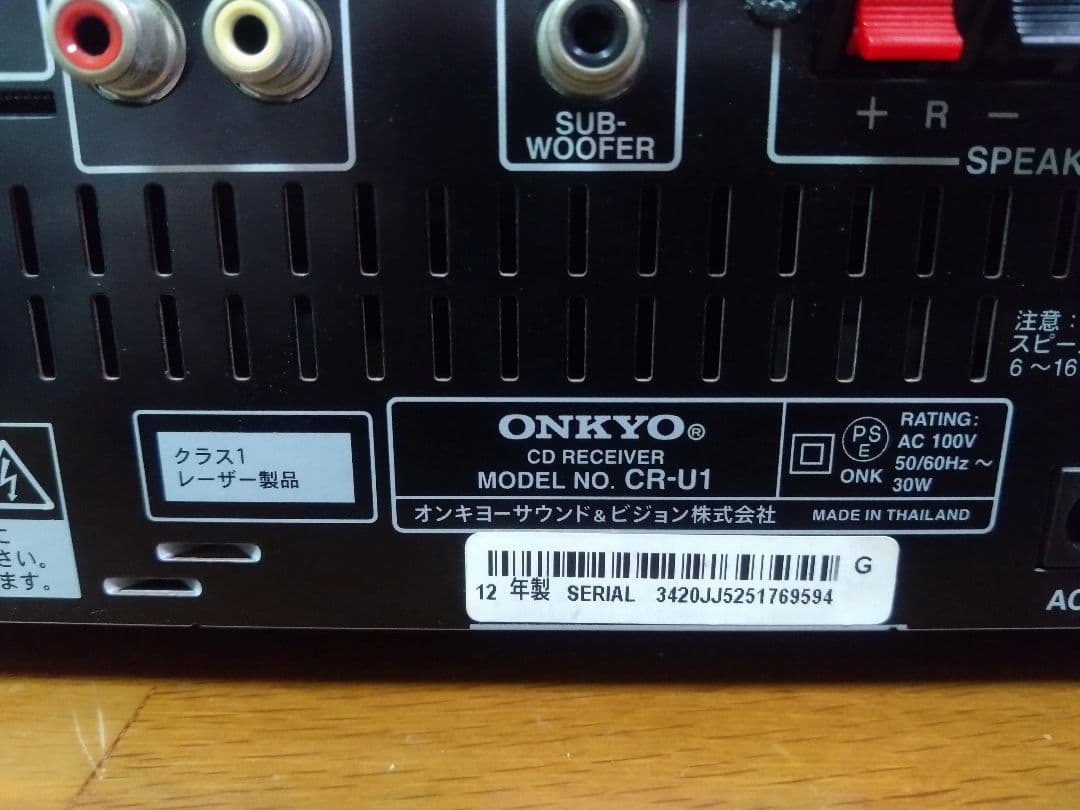 SUB-
WOOFER
+ R −
SPEAK
注意:
スピー
6～16
クラス1
レーザー製品
ONKYO®
CD RECEIVER
MODEL NO. CR-U1
PS
E
ONK
RATING:
AC 100V
50/60Hz ～
30W
オンキヨーサウンド&ビジョン株式会社
MADE IN THAILAND
に
さい。
ます。
G
12 年製 SERIAL 3420JJ5251769594
AC